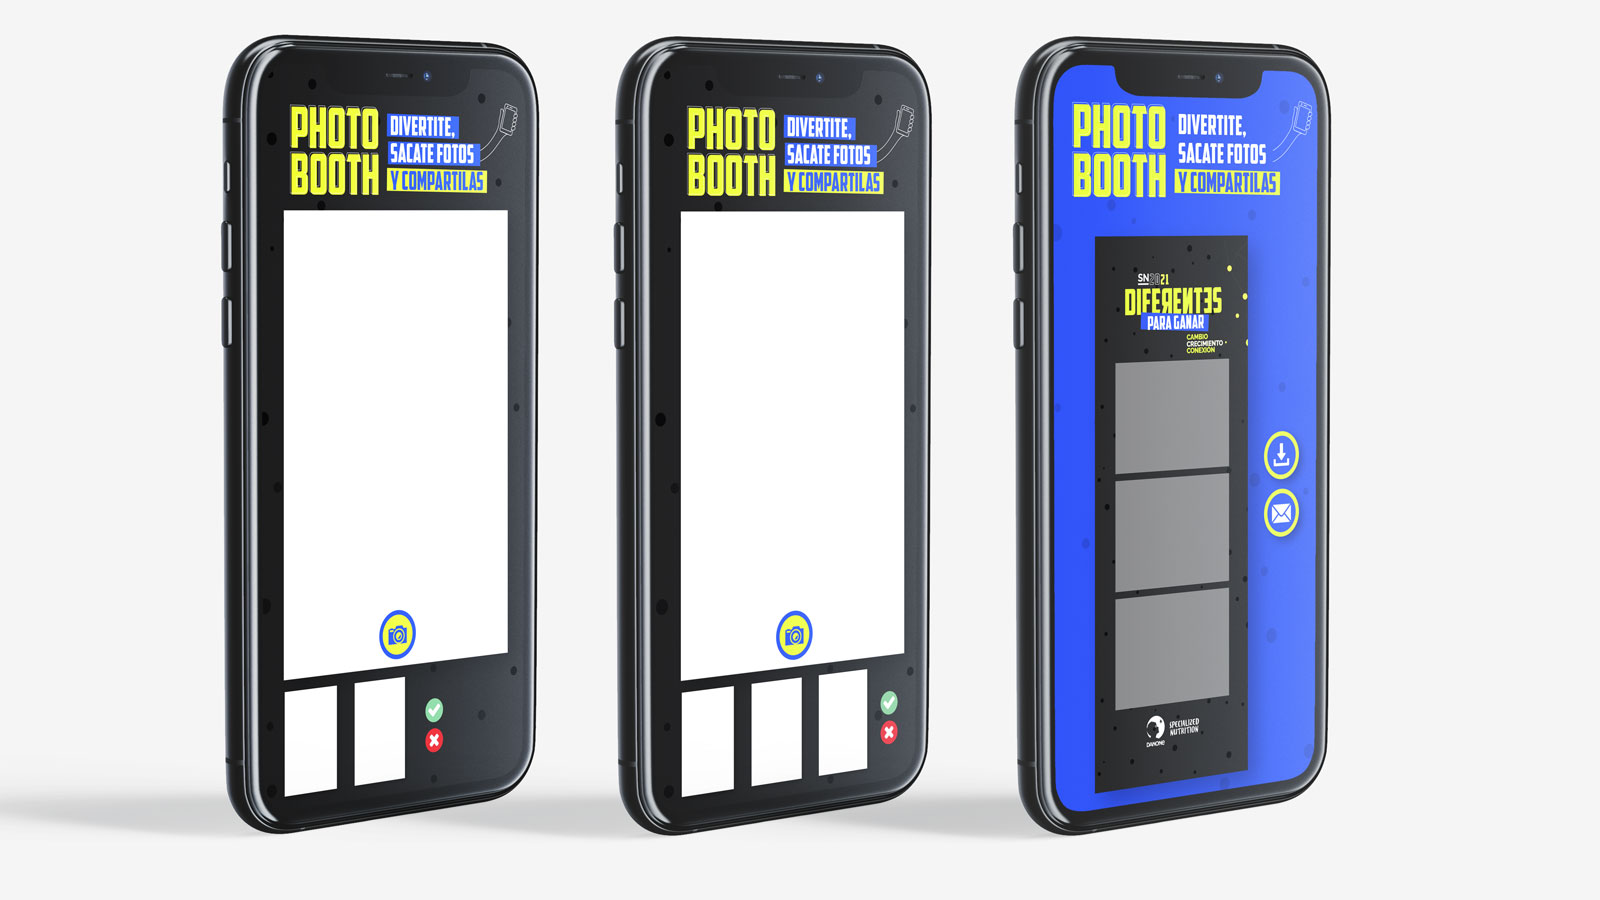 PHOTO
BOOTH
DIVERTITE,
SACATE FOTOS
Y COMPARTILAS
PHOTO
BOOTH
DIVERTITE,
SACATE FOTOS
Y COMPARTILAS
PHOTO
BOOTH
DIVERTITE,
SACATE FOTOS
Y COMPARTILAS
SN2021
DIFERENTES
PARA GANAR
CAMBIO
CRECIMIENTO +
CONEXIÓN
DANONE
SPECIALIZED
NUTRITION